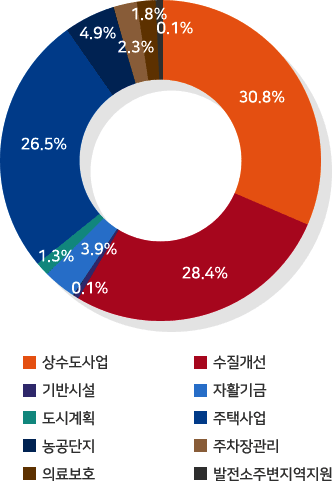 1.8%
0.1%
4.9%
2.3%
30.8%
26.5%
3.9%
1.3%
28.4%
0.1%
상수도사업 수질개선
기반시설 자활기금
도시계획 주택사업
농공단지 주차장관리
의료보호 발전소주변지역지원